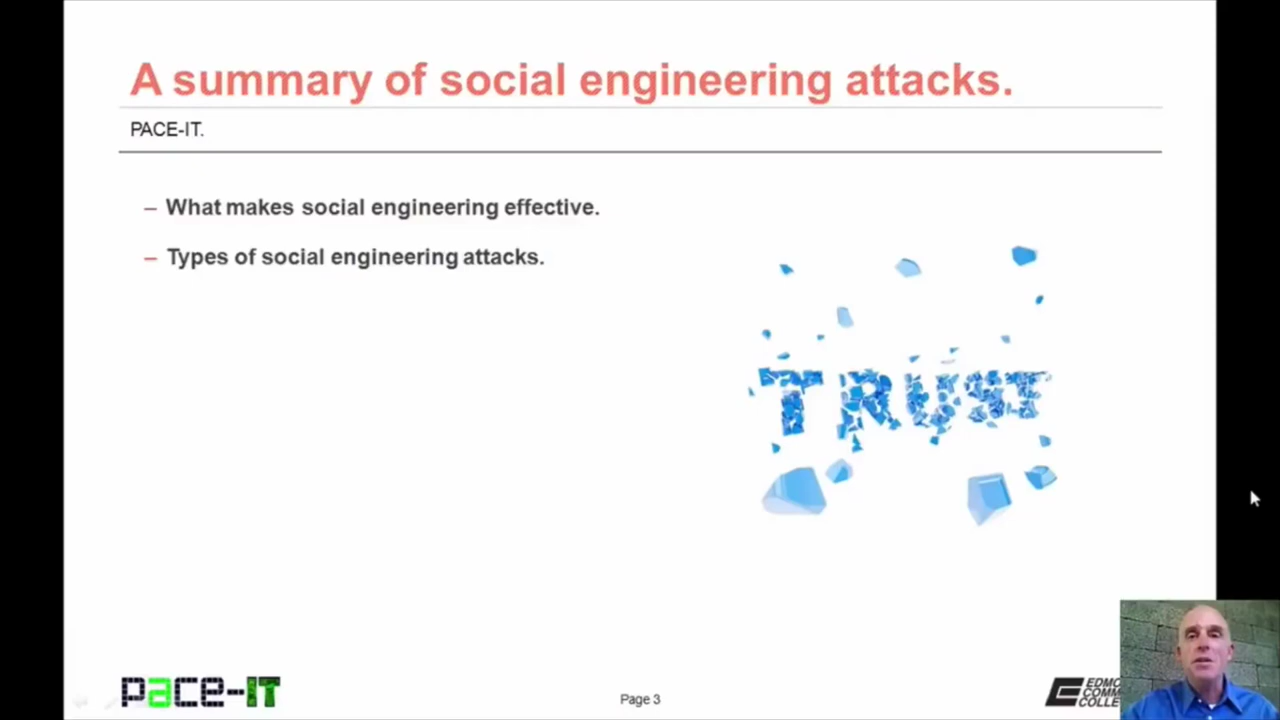 A summary of social engineering attacks.
PACE-IT.
– What makes social engineering effective.
– Types of social engineering attacks.
TRUST
pace-IT
Page 3